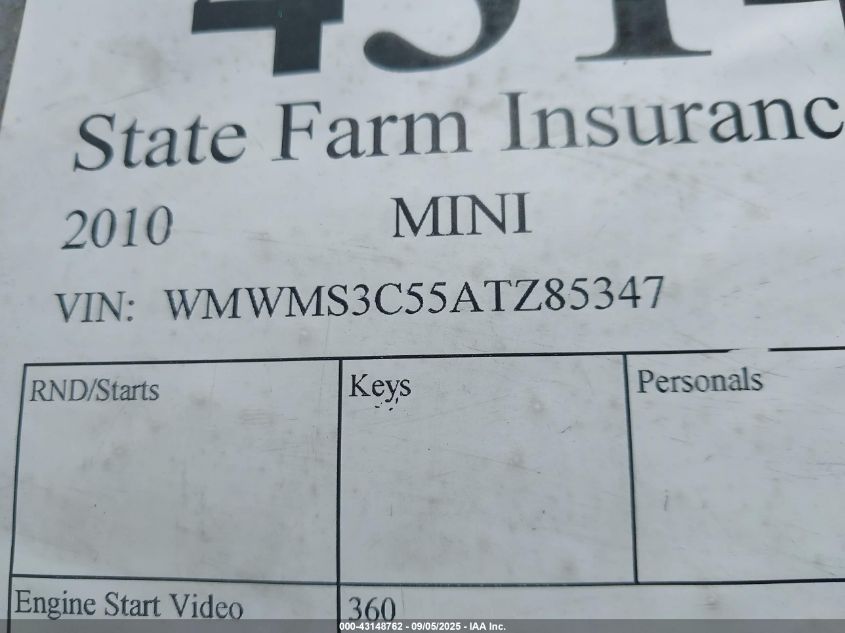 State Farm Insuranc
2010 MINI
VIN: WMWMS3C55ATZ85347
RND/Starts Keys Personals
Engine Start Video 360
000-43148762 - 09/05/2025 - IAA Inc.